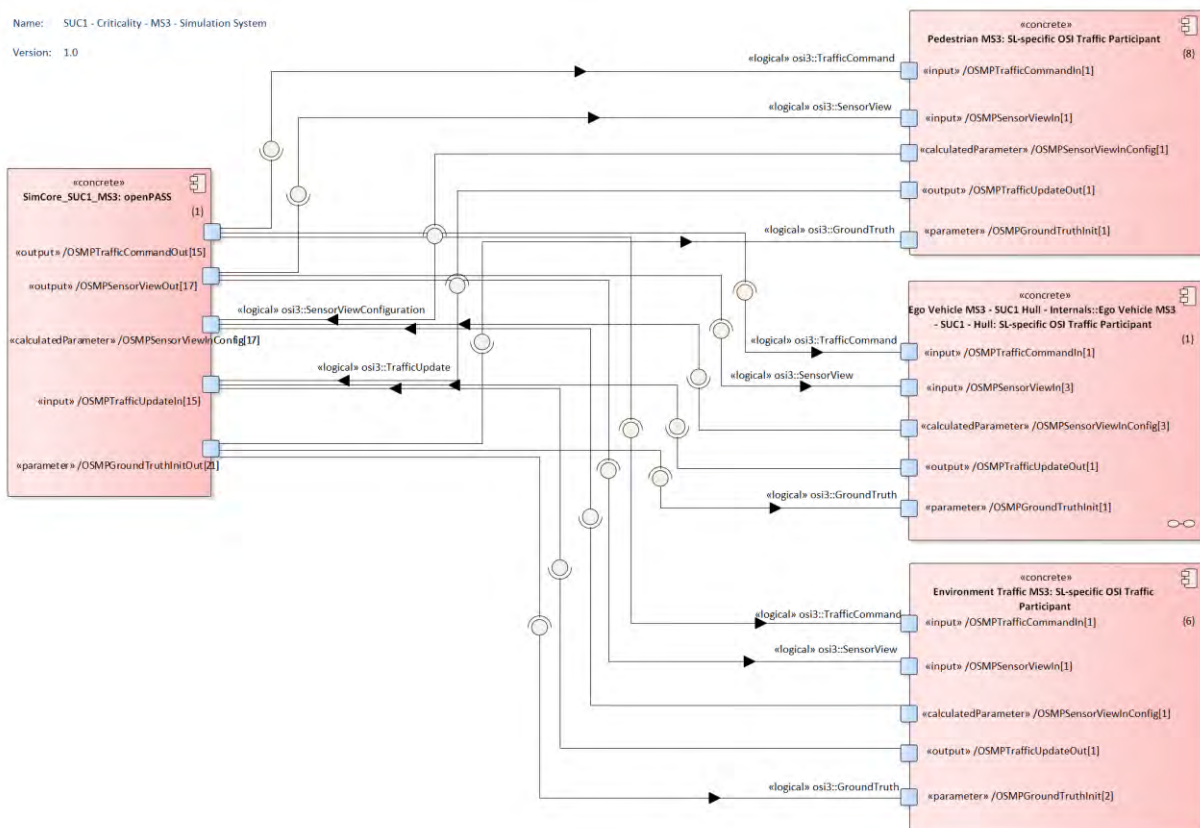 Name: SUC1 - Criticality - MS3 - Simulation System
Version: 1.0
«concrete»
SimCore_SUC1_MS3: openPASS
(1)
«output» /OSMPTrafficCommandOut[15]
«output» /OSMPSensorViewOut[17]
«calculatedParameter» /OSMPSensorViewInConfig[17]
«input» /OSMPTrafficUpdateIn[15]
«parameter» /OSMPGroundTruthInitOut[21]
«logical» osi3::SensorViewConfiguration
«logical» osi3::TrafficUpdate
«logical» osi3::TrafficCommand
«logical» osi3::SensorView
«logical» osi3::GroundTruth
«concrete»
Pedestrian MS3: SL-specific OSI Traffic Participant
(8)
«input» /OSMPTrafficCommandIn[1]
«input» /OSMPSensorViewIn[1]
«calculatedParameter» /OSMPSensorViewInConfig[1]
«output» /OSMPTrafficUpdateOut[1]
«parameter» /OSMPGroundTruthInit[1]
«logical» osi3::TrafficCommand
«logical» osi3::SensorView
«logical» osi3::GroundTruth
«concrete»
Ego Vehicle MS3 - SUC1 Hull - Internals::Ego Vehicle MS3
- SUC1 - Hull: SL-specific OSI Traffic Participant
(1)
«input» /OSMPTrafficCommandIn[1]
«input» /OSMPSensorViewIn[3]
«calculatedParameter» /OSMPSensorViewInConfig[3]
«output» /OSMPTrafficUpdateOut[1]
«parameter» /OSMPGroundTruthInit[1]
«logical» osi3::TrafficCommand
«logical» osi3::SensorView
«logical» osi3::GroundTruth
«concrete»
Environment Traffic MS3: SL-specific OSI Traffic
Participant
(6)
«input» /OSMPTrafficCommandIn[1]
«input» /OSMPSensorViewIn[1]
«calculatedParameter» /OSMPSensorViewInConfig[1]
«output» /OSMPTrafficUpdateOut[1]
«parameter» /OSMPGroundTruthInit[2]